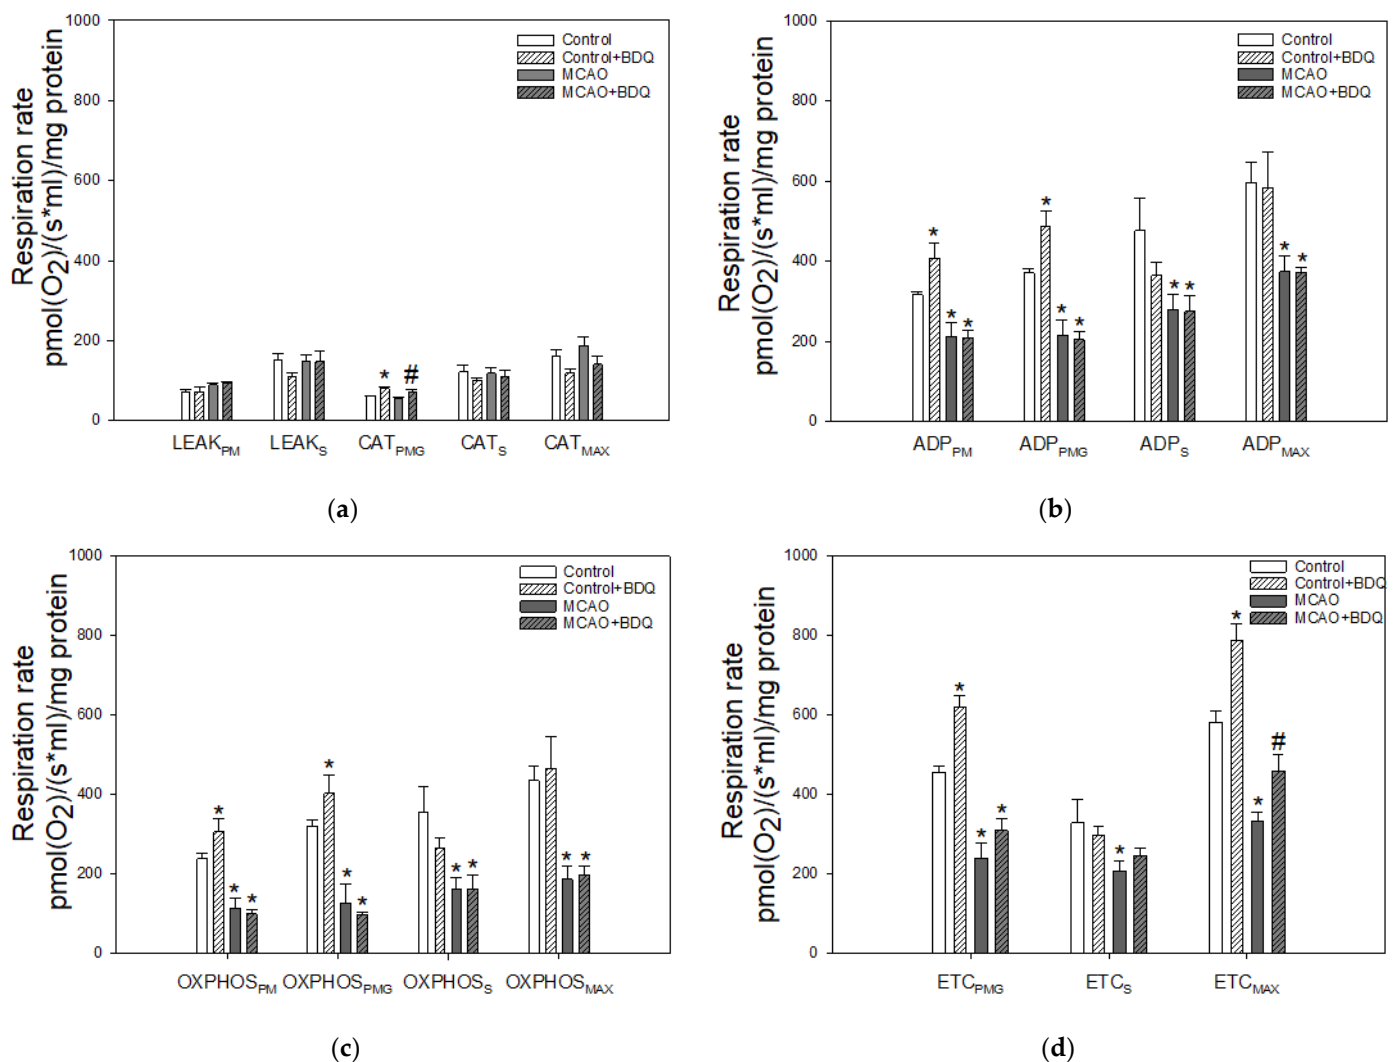 1000
800
600
400
200
0
Respiration rate
pmol(O2)/(s*ml)/mg protein
Control
Control+BDQ
MCAO
MCAO+BDQ
* #
LEAKPM LEAKS CATPMG CATS CATMAX
(a)
1000
800
600
400
200
0
Respiration rate
pmol(O2)/(s*ml)/mg protein
Control
Control+BDQ
MCAO
MCAO+BDQ
* * * * * * * * * *
ADPPM ADPPMG ADPS ADPMAX
(b)
1000
800
600
400
200
0
Respiration rate
pmol(O2)/(s*ml)/mg protein
Control
Control+BDQ
MCAO
MCAO+BDQ
* * * * * * * * * *
OXPHOSPM OXPHOSPMG OXPHOSS OXPHOSMAX
(c)
1000
800
600
400
200
0
Respiration rate
pmol(O2)/(s*ml)/mg protein
Control
Control+BDQ
MCAO
MCAO+BDQ
* * * * * * #
ETCPMG ETCS ETCMAX
(d)